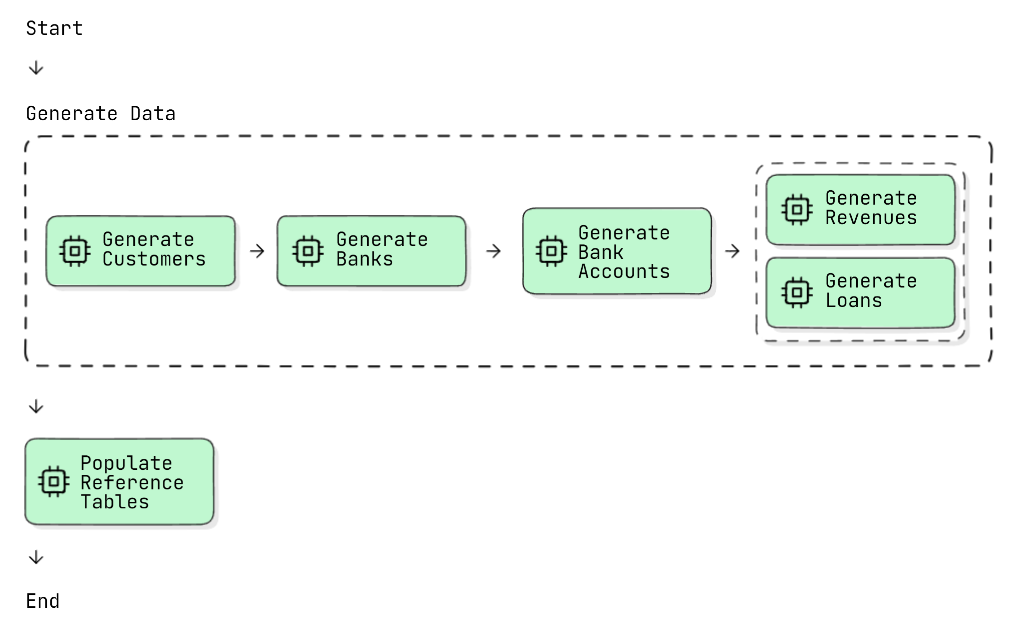 Start
Generate Data
Generate
Customers
Generate
Banks
Generate
Bank
Accounts
Generate
Revenues
Generate
Loans
Populate
Reference
Tables
End